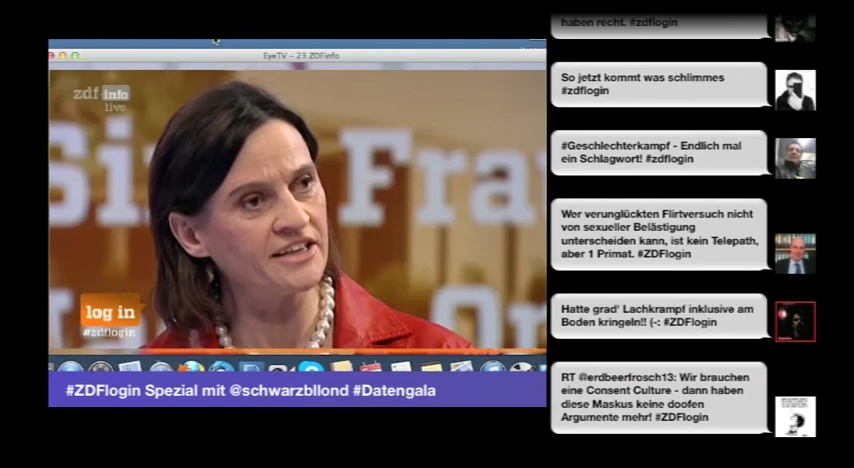 EyeTV – 23 ZDFinfo
zdf info
live
Si Fra
log in
#zdflogin
#ZDFlogin Spezial mit @schwarzbllond #Datengala
haben recht. #zdflogin
So jetzt kommt was schlimmes
#zdflogin
#Geschlechterkampf - Endlich mal
ein Schlagwort! #zdflogin
Wer verunglückten Flirtversuch nicht
von sexueller Belästigung
unterscheiden kann, ist kein Telepath,
aber 1 Primat. #ZDFlogin
Hatte grad' Lachkrampf inklusive am
Boden kringeln!! (-: #ZDFlogin
RT @erdbeerfrosch13: Wir brauchen
eine Consent Culture - dann haben
diese Maskus keine doofen
Argumente mehr! #ZDFlogin